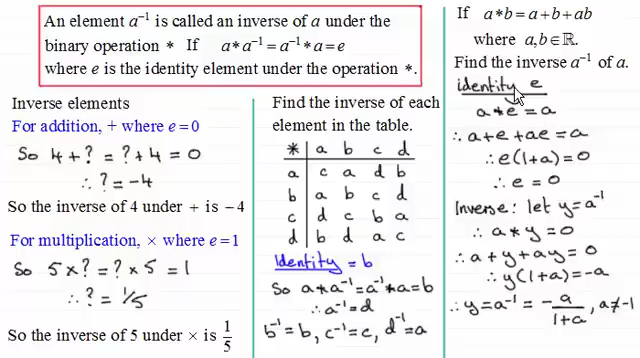 An element a⁻¹ is called an inverse of a under the
binary operation * If a*a⁻¹ = a⁻¹*a = e
where e is the identity element under the operation *.
Inverse elements
For addition, + where e = 0
So 4 + ? = ? + 4 = 0
∴ ? = -4
So the inverse of 4 under + is -4
For multiplication, × where e = 1
So 5 × ? = ? × 5 = 1
∴ ? = 1/5
So the inverse of 5 under × is 1/5
Find the inverse of each
element in the table.
* a b c d
a c a d b
b a b c d
c d c b a
d b d a c
Identity = b
So a*a⁻¹ = a⁻¹*a = b
∴ a⁻¹ = d
b⁻¹ = b, c⁻¹ = c, d⁻¹ = a
If a*b = a+b+ab
where a,b∈ℝ.
Find the inverse a⁻¹ of a.
identity e
a*e = a
∴ a+e+ae = a
∴ e(1+a) = 0
∴ e = 0
Inverse: let y = a⁻¹
∴ a*y = 0
∴ a+y+ay = 0
∴ y(1+a) = -a
∴ y = a⁻¹ = -a/(1+a), a≠-1